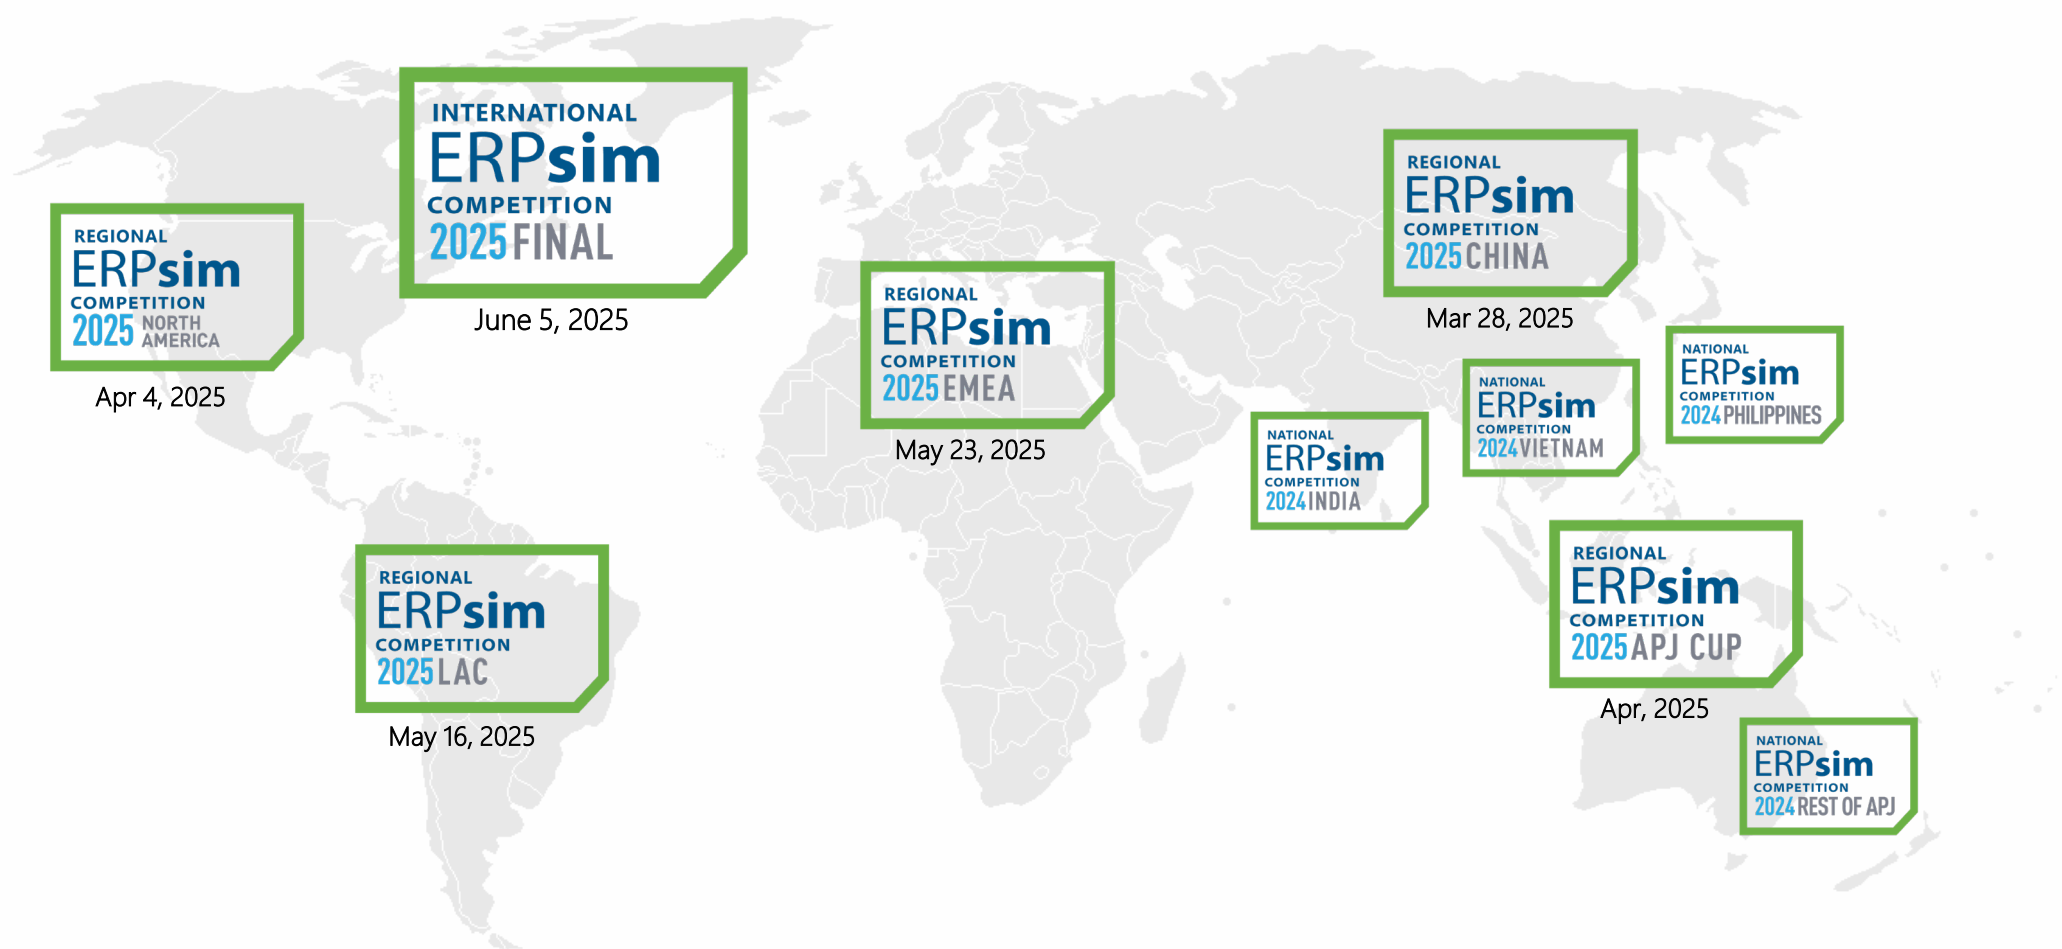 INTERNATIONAL
ERPsim
COMPETITION
2025 FINAL
June 5, 2025
REGIONAL
ERPsim
COMPETITION
2025 NORTH
AMERICA
Apr 4, 2025
REGIONAL
ERPsim
COMPETITION
2025 LAC
May 16, 2025
REGIONAL
ERPsim
COMPETITION
2025 EMEA
May 23, 2025
REGIONAL
ERPsim
COMPETITION
2025 CHINA
Mar 28, 2025
NATIONAL
ERPsim
COMPETITION
2024 INDIA
NATIONAL
ERPsim
COMPETITION
2024 VIETNAM
NATIONAL
ERPsim
COMPETITION
2024 PHILIPPINES
REGIONAL
ERPsim
COMPETITION
2025 APJ CUP
Apr, 2025
NATIONAL
ERPsim
COMPETITION
2024 REST OF APJ